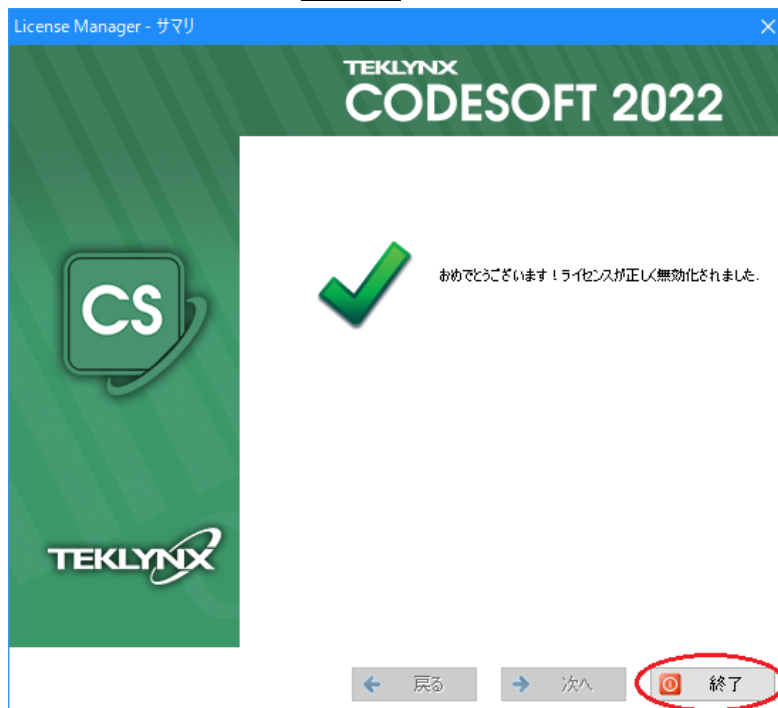 License Manager - サマリ
TEKLYNX
CODESOFT 2022
おめでとうございます！ライセンスが正しく無効化されました.
CS
TEKLYNX
戻る
次へ
終了